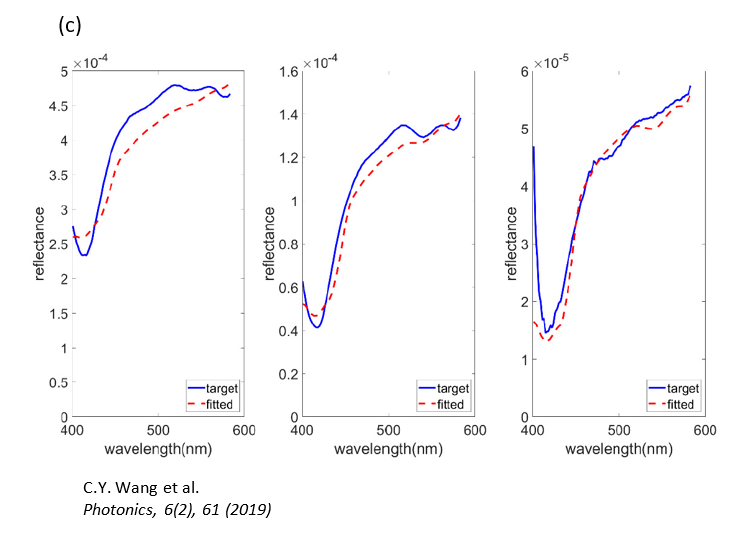 (c)
×10-4
5
4.5
4
3.5
3
2.5
2
1.5
1
0.5
0
reflectance
400
500
600
wavelength(nm)
target
fitted
×10-4
1.6
1.4
1.2
1
0.8
0.6
0.4
0.2
0
reflectance
400
500
600
wavelength(nm)
target
fitted
×10-5
6
5
4
3
2
1
0
reflectance
400
500
600
wavelength(nm)
target
fitted
C.Y. Wang et al.
Photonics, 6(2), 61 (2019)